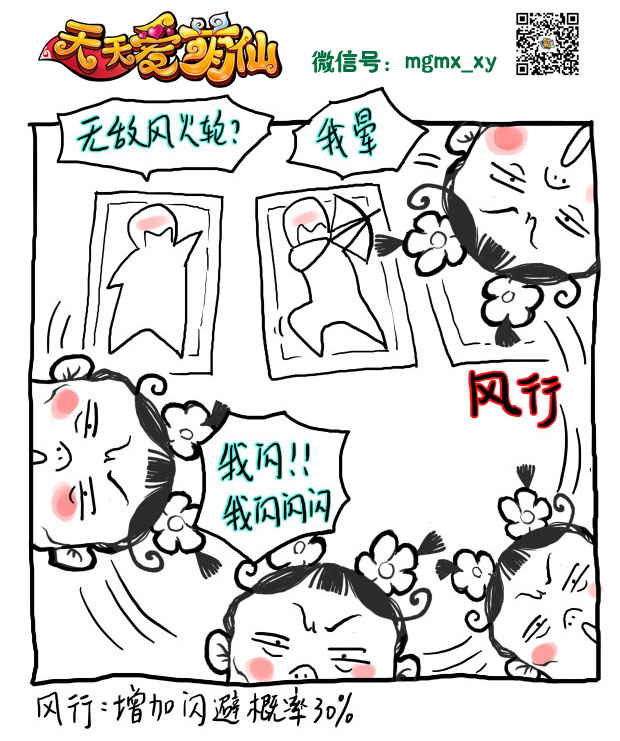 天天爱萌仙
微信号：mgmx_xy
无敌风火轮？
我晕
风行
我闪！！
我闪闪闪
风行：增加闪避概率30%